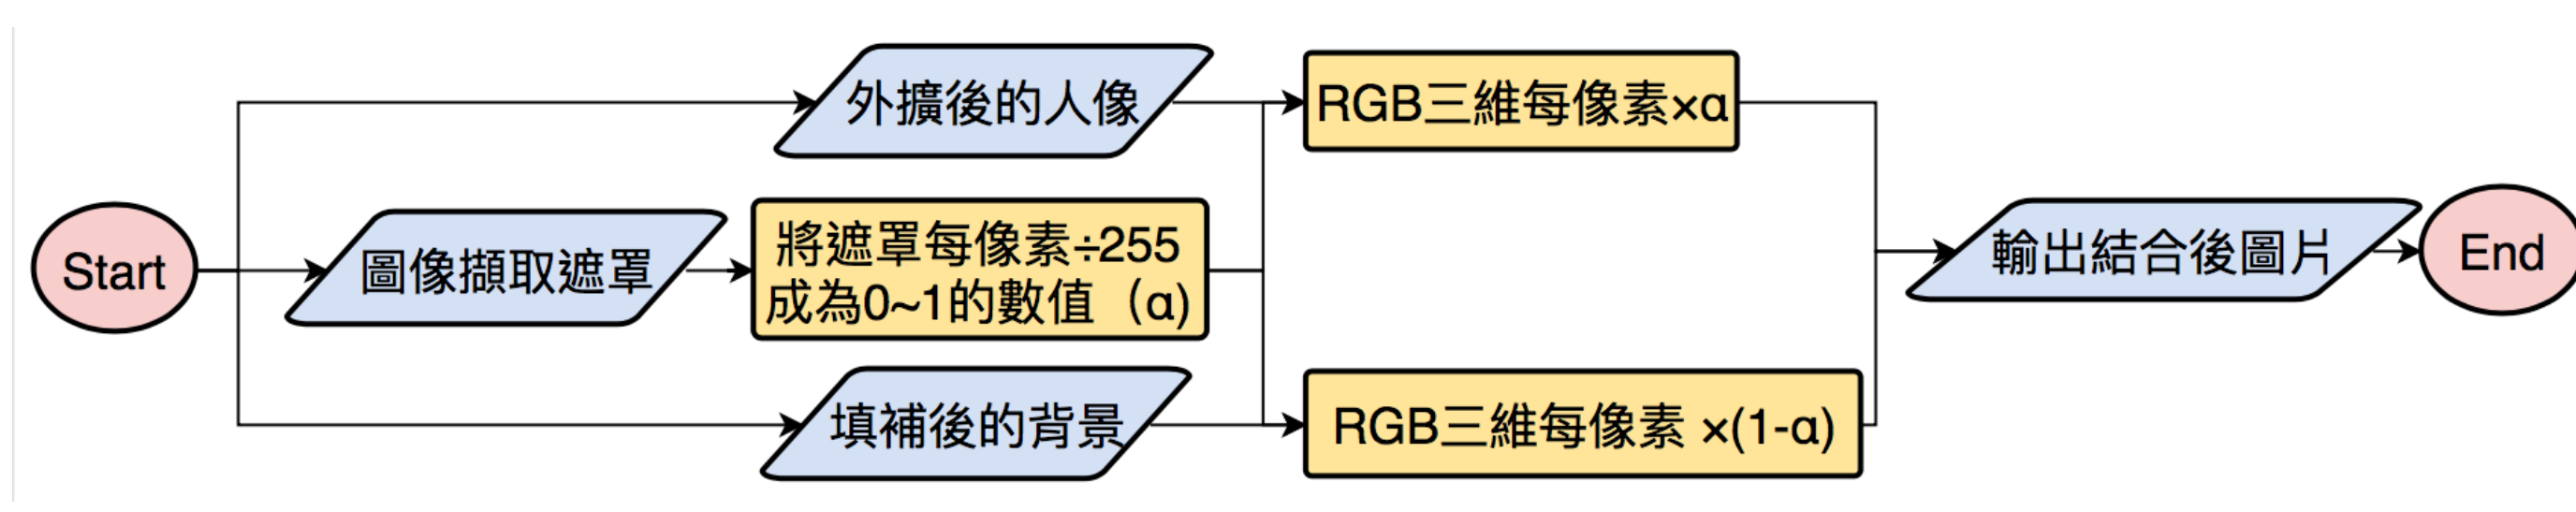 外擴後的人像
RGB三維每像素×α
Start
圖像擷取遮罩
將遮罩每像素÷255
成為0~1的數值（α)
輸出結合後圖片
End
填補後的背景
RGB三維每像素 ×(1-α)